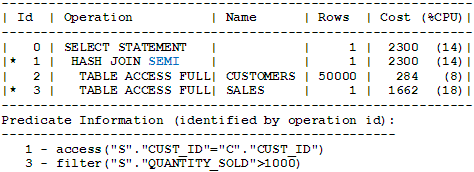 ---------------------------------------------------------------
| Id  | Operation          | Name      | Rows  | Cost (%CPU)|
---------------------------------------------------------------
|   0 | SELECT STATEMENT   |           |     1 |  2300  (14)|
|*  1 |  HASH JOIN SEMI    |           |     1 |  2300  (14)|
|   2 |   TABLE ACCESS FULL| CUSTOMERS | 50000 |   284   (8)|
|*  3 |   TABLE ACCESS FULL| SALES     |     1 |  1662  (18)|
---------------------------------------------------------------
Predicate Information (identified by operation id):
---------------------------------------------------
   1 - access("S"."CUST_ID"="C"."CUST_ID")
   3 - filter("S"."QUANTITY_SOLD">1000)